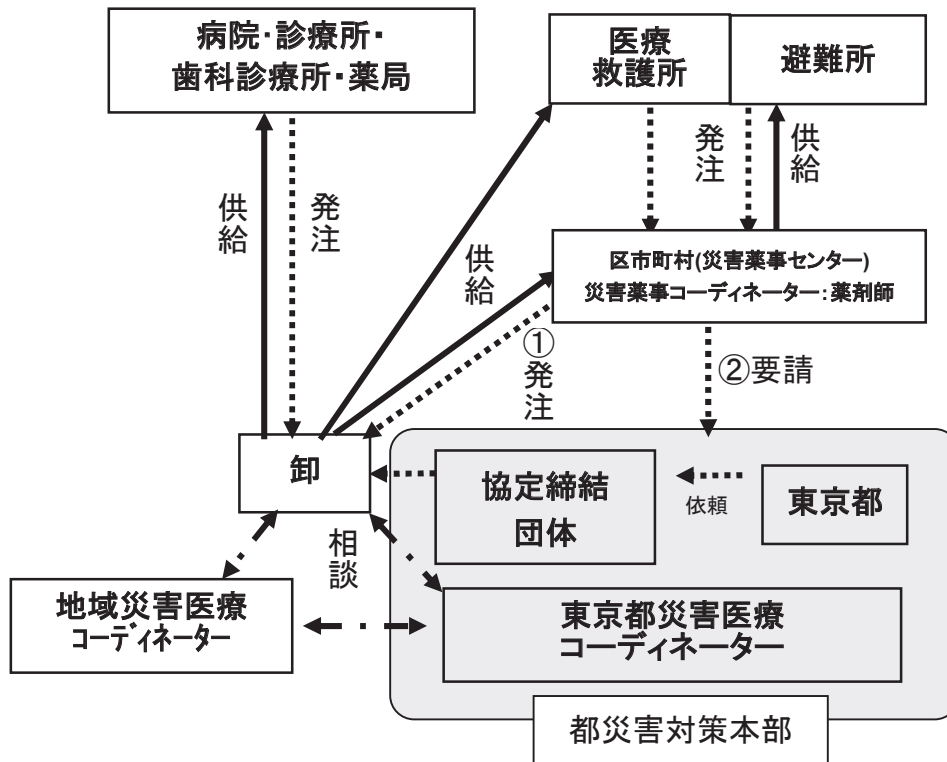 病院・診療所・
歯科診療所・薬局
医療
救護所
避難所
供給
発注
発注
供給
供給
区市町村(災害薬事センター)
災害薬事コーディネーター：薬剤師
①発注
②要請
卸
協定締結
団体
依頼
東京都
相談
地域災害医療
コーディネーター
東京都災害医療
コーディネーター
都災害対策本部